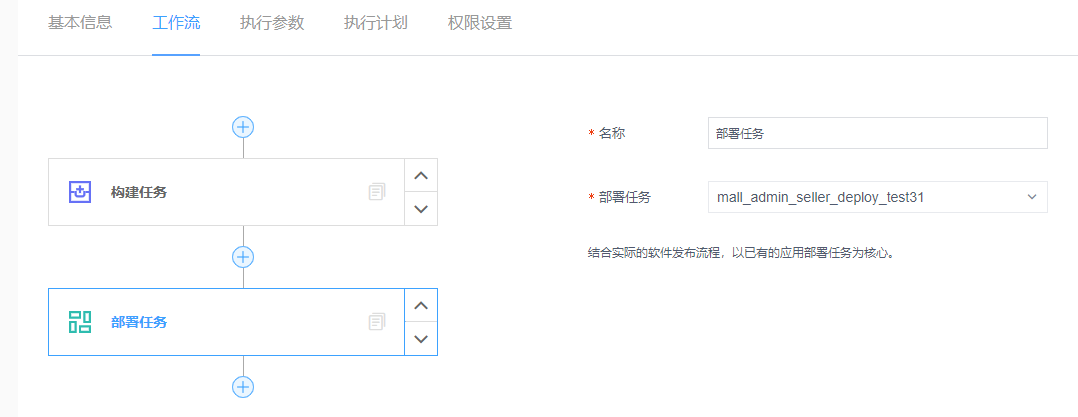 基本信息 工作流 执行参数 执行计划 权限设置
* 名称 部署任务
构建任务
* 部署任务 mall_admin_seller_deploy_test31
结合实际的软件发布流程，以已有的应用部署任务为核心。
部署任务